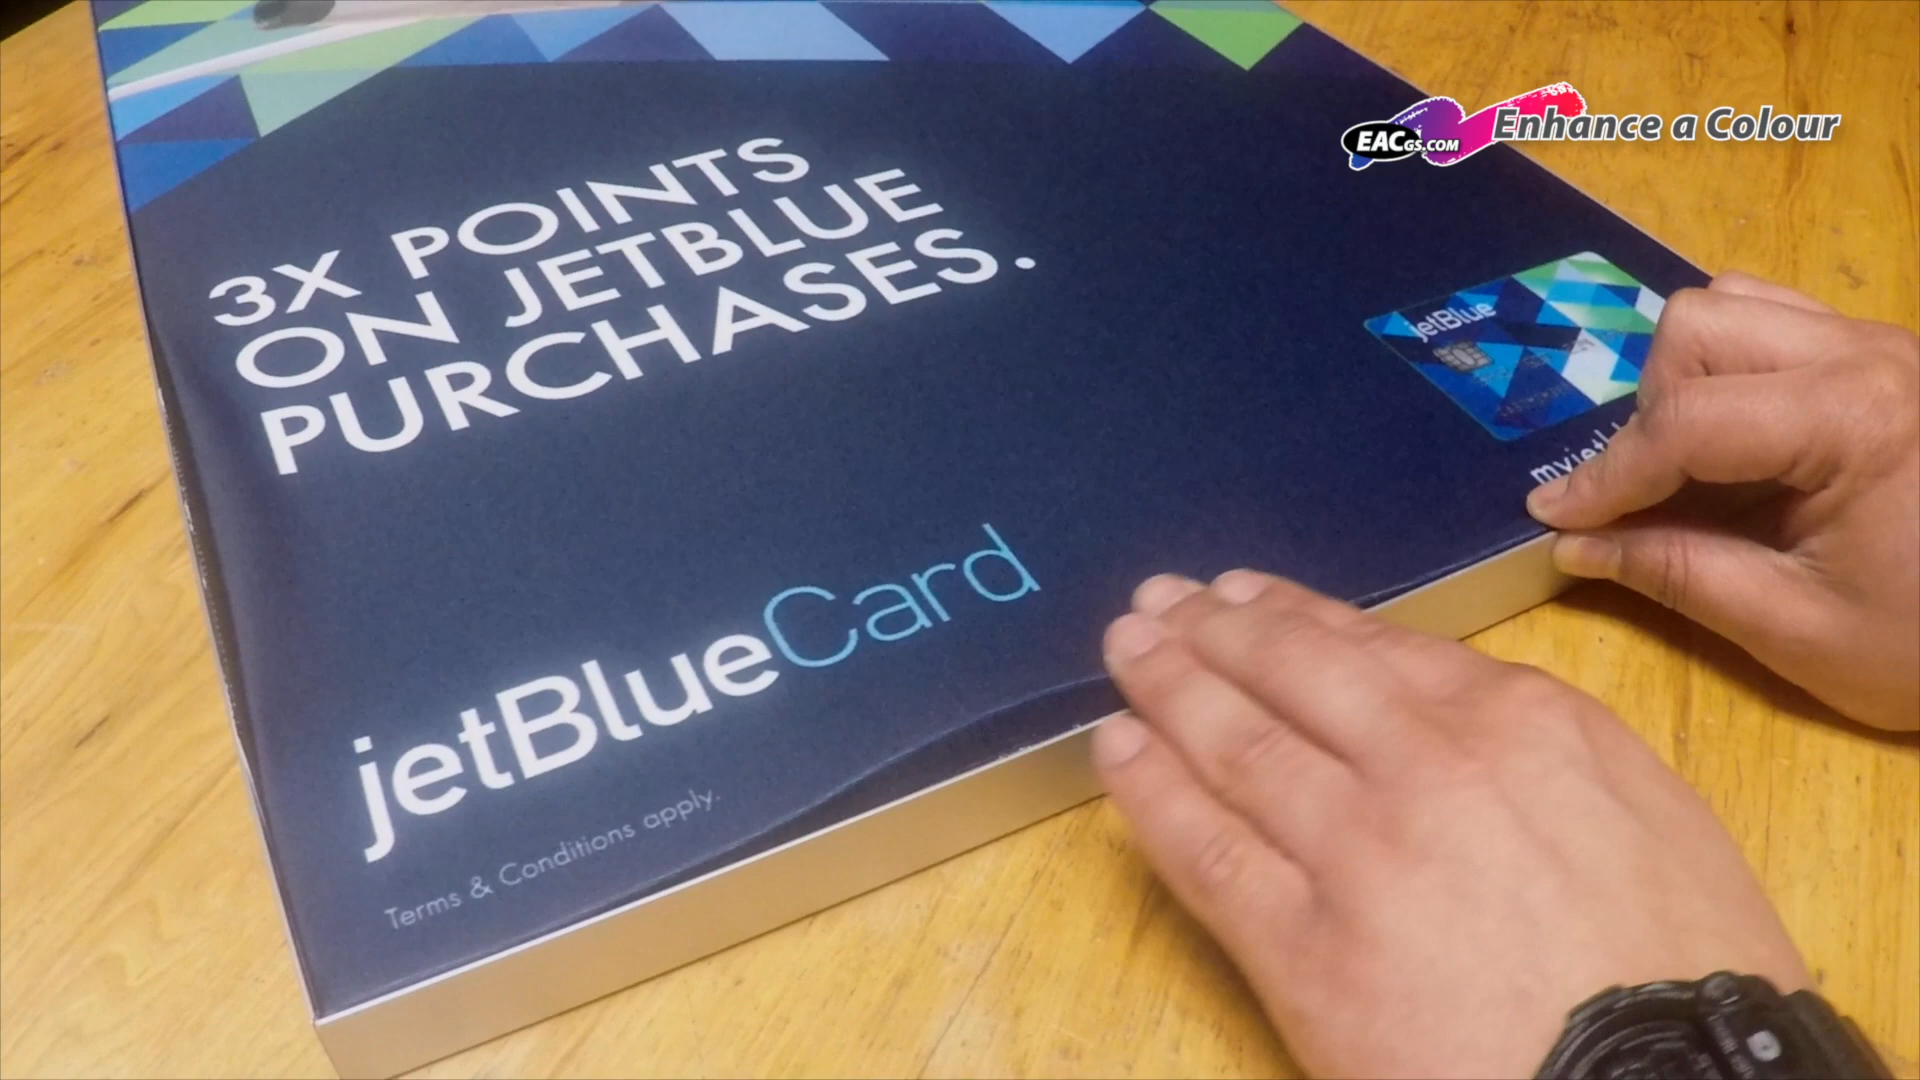 EACGS.COM Enhance a Colour
3X POINTS
ON JETBLUE
PURCHASES.
jetBlue
jetBlueCard
Terms & Conditions apply.